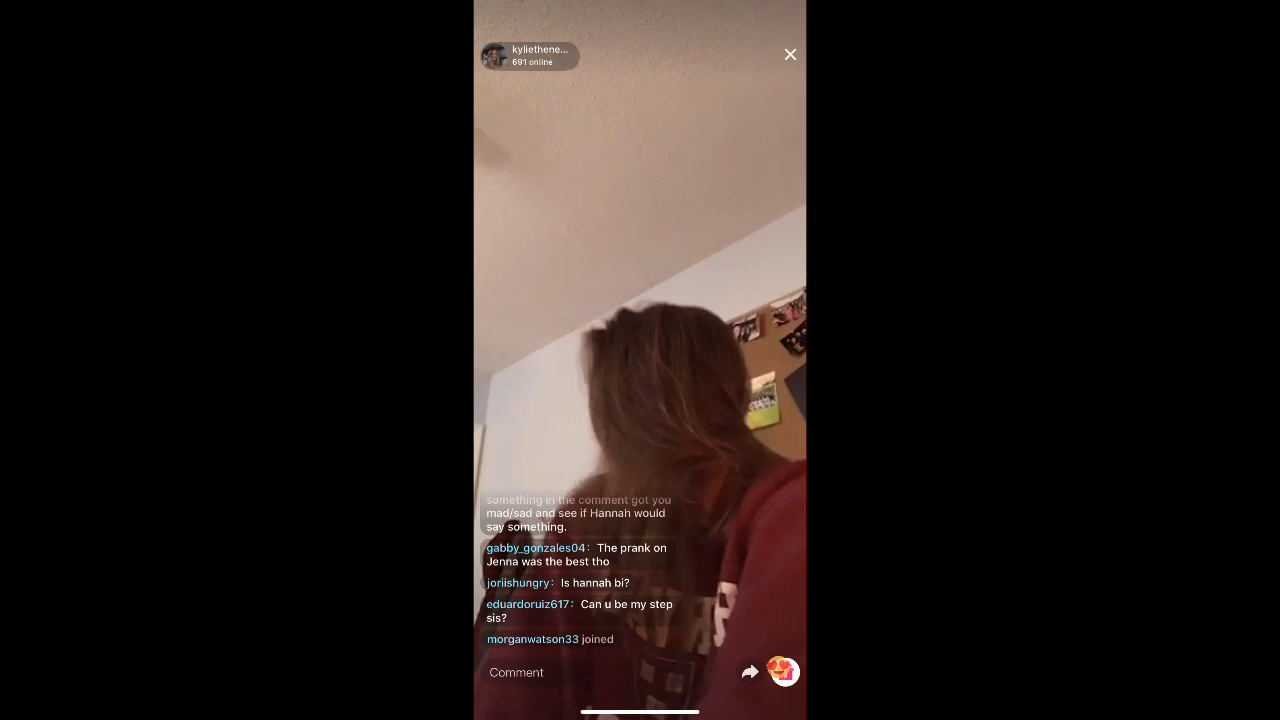 kyliethene...
691 online
something in the comment got you
mad/sad and see if Hannah would
say something.
gabby_gonzales04: The prank on
Jenna was the best tho
joriishungry: Is hannah bi?
eduardoruiz617: Can u be my step
sis?
morganwatson33 joined
Comment